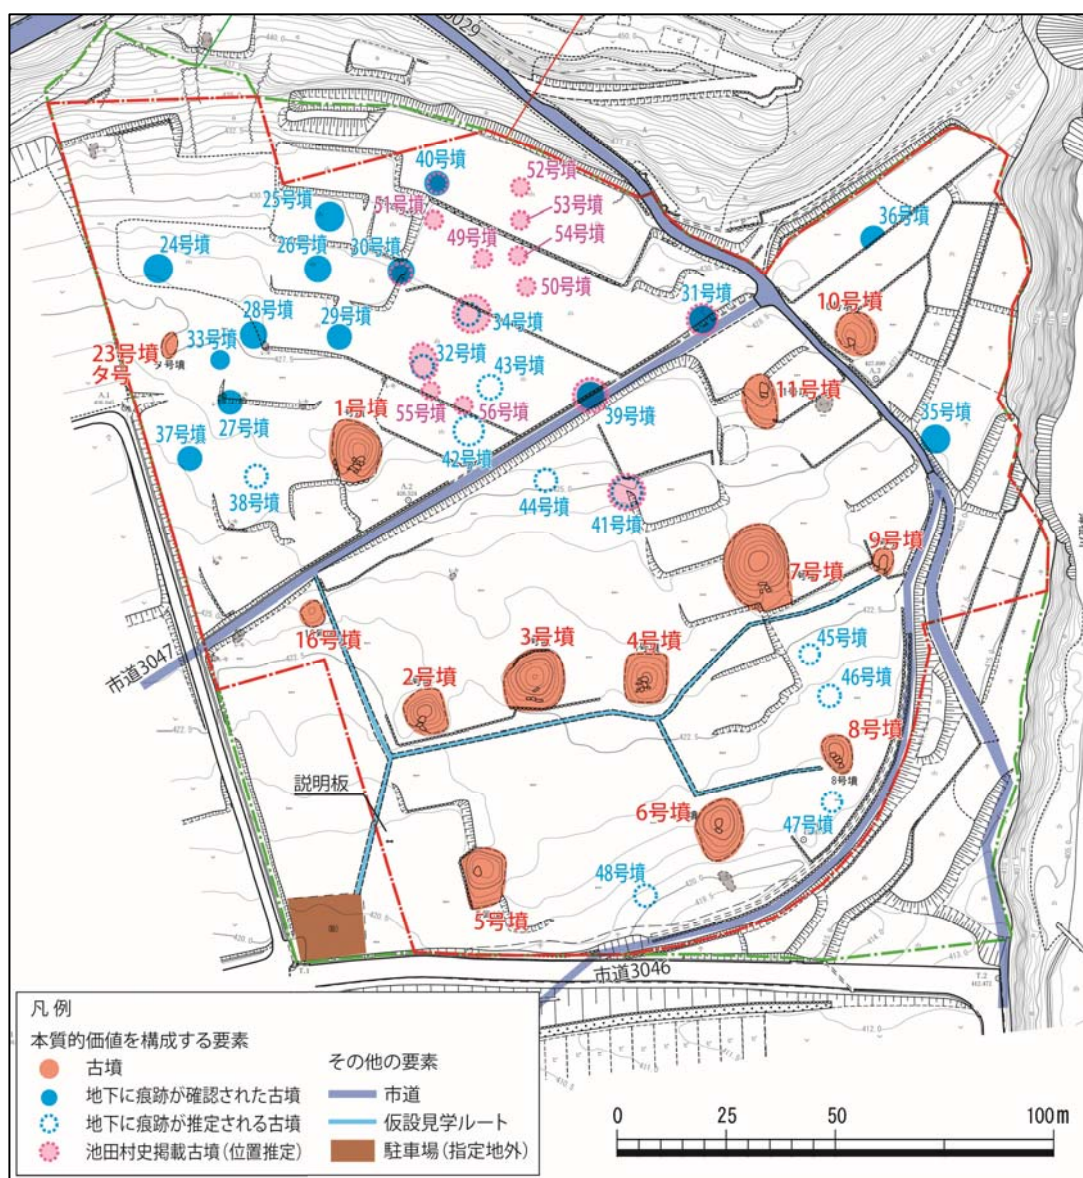 3029
40号墳
52号墳
51号墳
53号墳
25号墳
36号墳
49号墳
54号墳
24号墳
26号墳
30号墳
50号墳
31号墳
10号墳
28号墳
29号墳
34号墳
33号墳
32号墳
43号墳
23号墳
タ号
タ号墳
11号墳
55号墳
56号墳
39号墳
27号墳
1号墳
35号墳
37号墳
42号墳
38号墳
44号墳
41号墳
9号墳
7号墳
16号墳
45号墳
市道3047
3号墳
4号墳
2号墳
46号墳
8号墳
8号墳
説明板
6号墳
47号墳
48号墳
5号墳
市道3046
凡例
本質的価値を構成する要素
古墳
地下に痕跡が確認された古墳
地下に痕跡が推定される古墳
池田村史掲載古墳(位置推定)
その他の要素
市道
仮設見学ルート
駐車場(指定地外)
0 25 50 100m